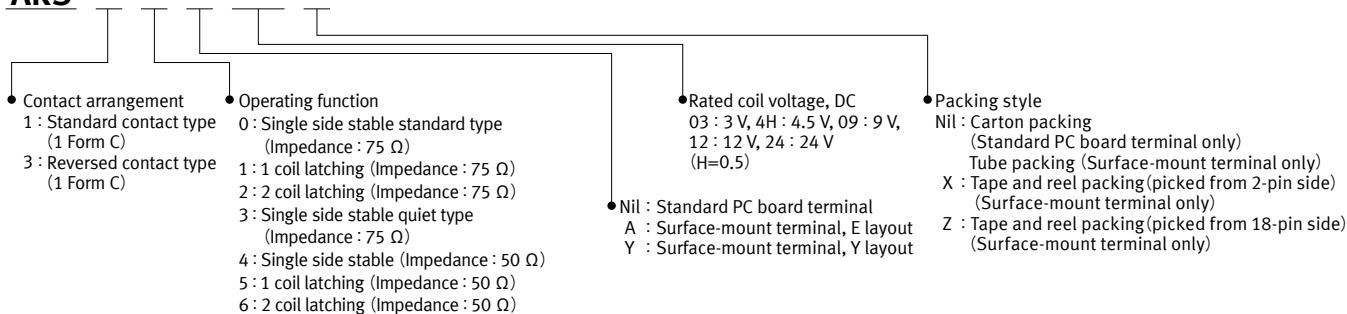 Contact arrangement
1 : Standard contact type
(1 Form C)
3 : Reversed contact type
(1 Form C)
Operating function
0 : Single side stable standard type
(Impedance : 75 Ω)
1 : 1 coil latching (Impedance : 75 Ω)
2 : 2 coil latching (Impedance : 75 Ω)
3 : Single side stable quiet type
(Impedance : 75 Ω)
4 : Single side stable (Impedance : 50 Ω)
5 : 1 coil latching (Impedance : 50 Ω)
6 : 2 coil latching (Impedance : 50 Ω)
Nil : Standard PC board terminal
A : Surface-mount terminal, E layout
Y : Surface-mount terminal, Y layout
Rated coil voltage, DC
03 : 3 V, 4H : 4.5 V, 09 : 9 V,
12 : 12 V, 24 : 24 V
(H=0.5)
Packing style
Nil : Carton packing
(Standard PC board terminal only)
Tube packing (Surface-mount terminal only)
X : Tape and reel packing (picked from 2-pin side)
(Surface-mount terminal only)
Z : Tape and reel packing (picked from 18-pin side)
(Surface-mount terminal only)